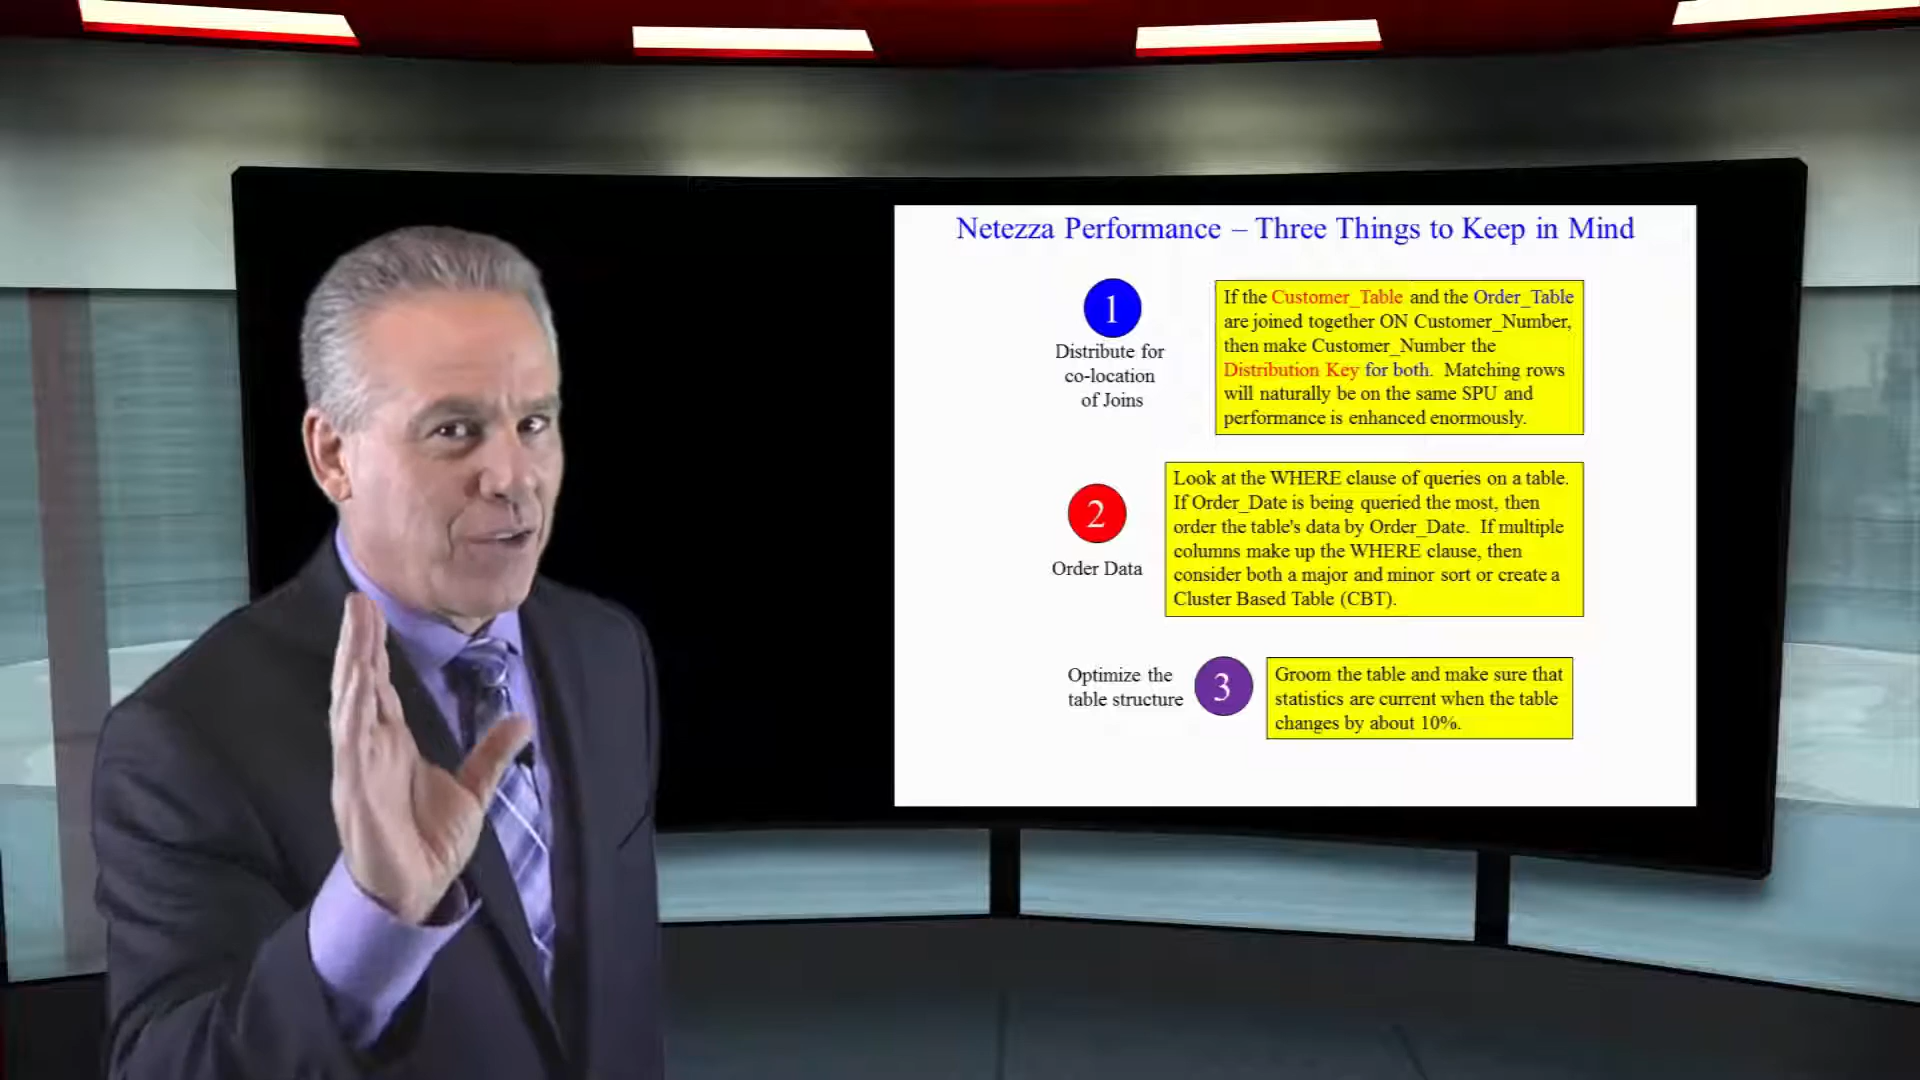 Netezza Performance – Three Things to Keep in Mind
1
Distribute for
co-location
of Joins
If the Customer_Table and the Order_Table
are joined together ON Customer_Number,
then make Customer_Number the
Distribution Key for both. Matching rows
will naturally be on the same SPU and
performance is enhanced enormously.
2
Order Data
Look at the WHERE clause of queries on a table.
If Order_Date is being queried the most, then
order the table's data by Order_Date. If multiple
columns make up the WHERE clause, then
consider both a major and minor sort or create a
Cluster Based Table (CBT).
Optimize the
table structure
3
Groom the table and make sure that
statistics are current when the table
changes by about 10%.